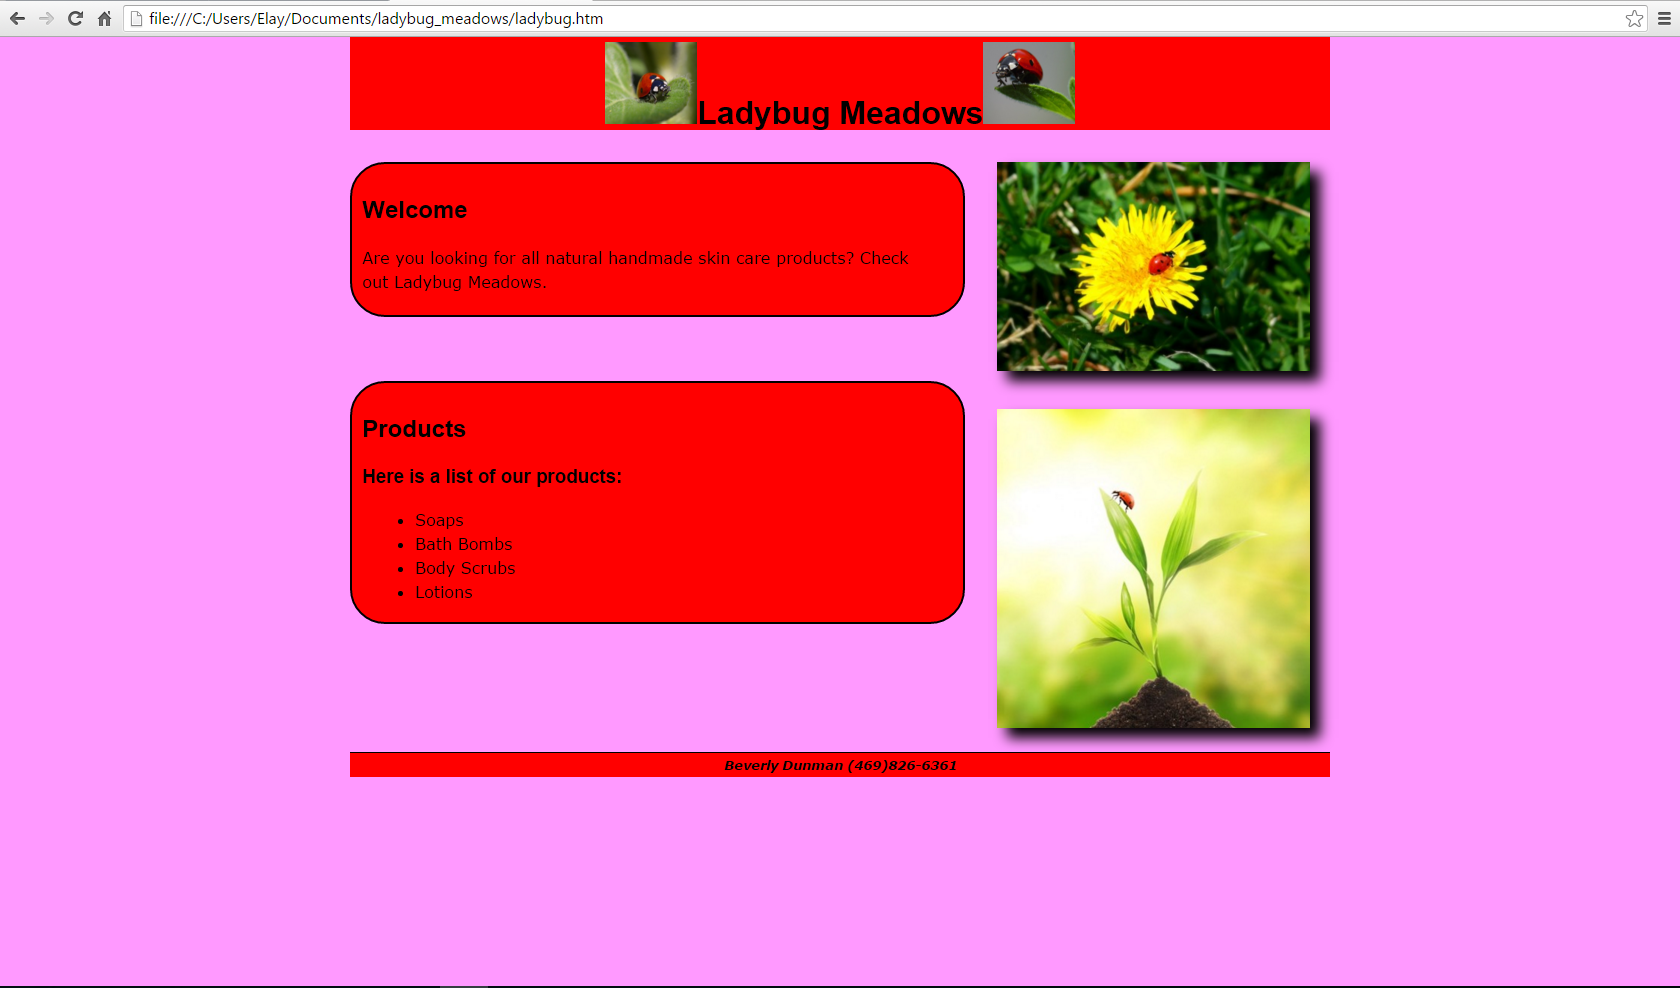 file:///C:/Users/Elay/Documents/ladybug_meadows/ladybug.htm
Ladybug Meadows
Welcome
Are you looking for all natural handmade skin care products? Check
out Ladybug Meadows.
Products
Here is a list of our products:
• Soaps
• Bath Bombs
• Body Scrubs
• Lotions
Beverly Dunman (469)826-6361